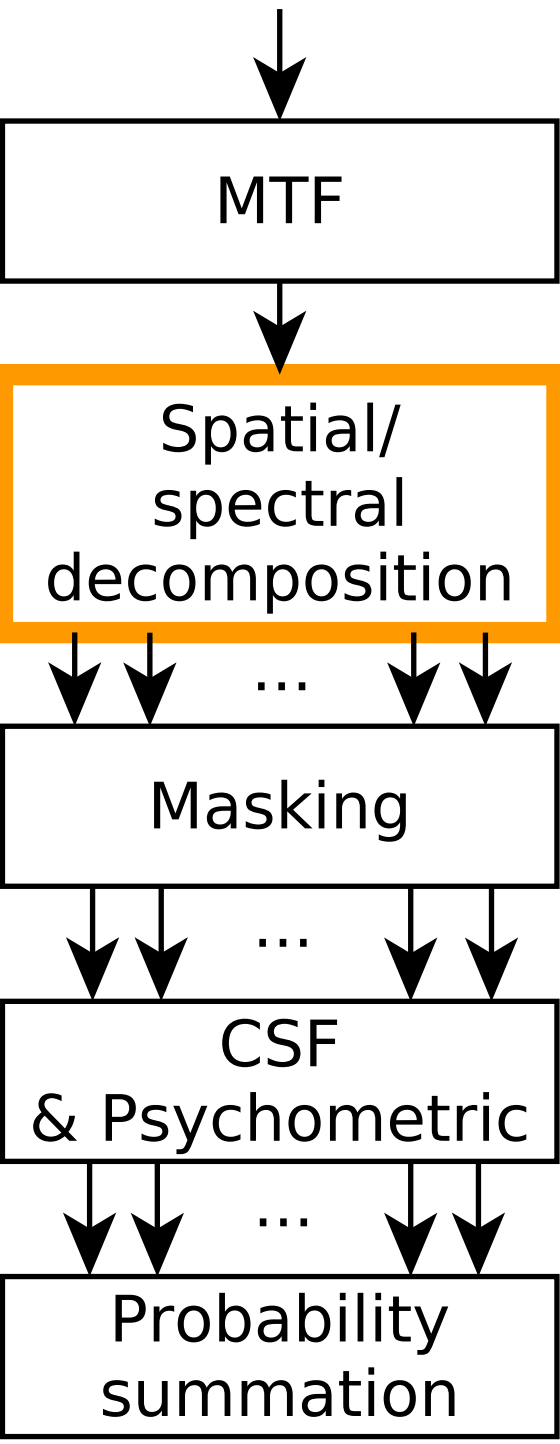 MTF
Spatial/
spectral
decomposition
...
Masking
...
CSF
& Psychometric
...
Probability
summation